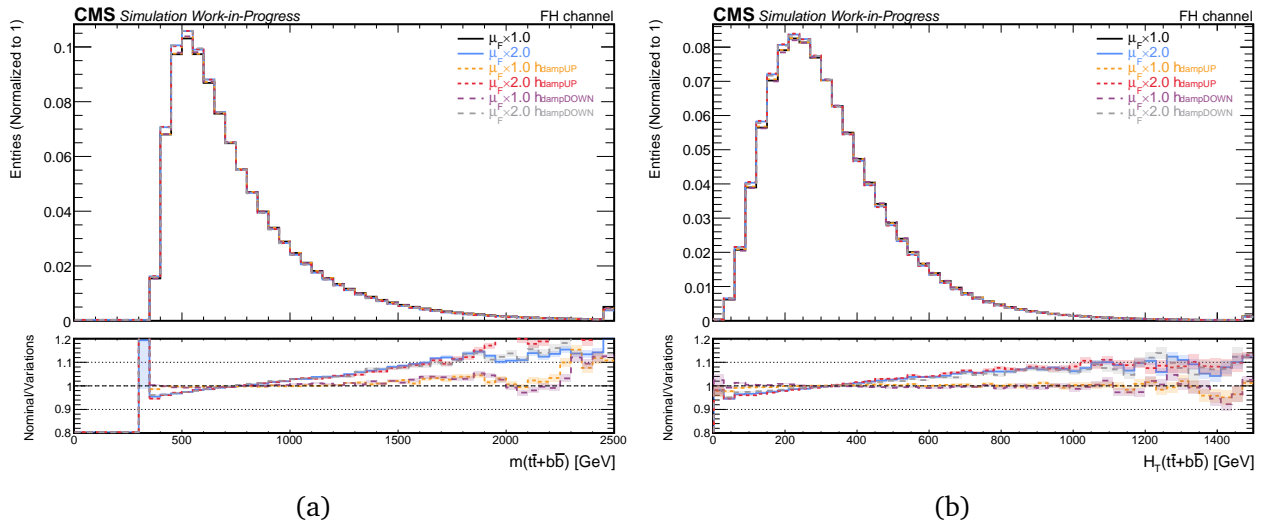 CMS Simulation Work-in-Progress FH channel
Entries (Normalized to 1)
0.1
0.08
0.06
0.04
0.02
0
μF×1.0
μF×2.0
μF×1.0 hdampUP
μF×2.0 hdampUP
μF×1.0 hdampDOWN
μF×2.0 hdampDOWN
Nominal/Variations
1.2
1.1
1
0.9
0.8
0 500 1000 1500 2000 2500
m(tt̄+bb̄) [GeV]
(a)
CMS Simulation Work-in-Progress FH channel
Entries (Normalized to 1)
0.08
0.07
0.06
0.05
0.04
0.03
0.02
0.01
0
μF×1.0
μF×2.0
μF×1.0 hdampUP
μF×2.0 hdampUP
μF×1.0 hdampDOWN
μF×2.0 hdampDOWN
Nominal/Variations
1.2
1.1
1
0.9
0.8
0 200 400 600 800 1000 1200 1400
HT(tt̄+bb̄) [GeV]
(b)